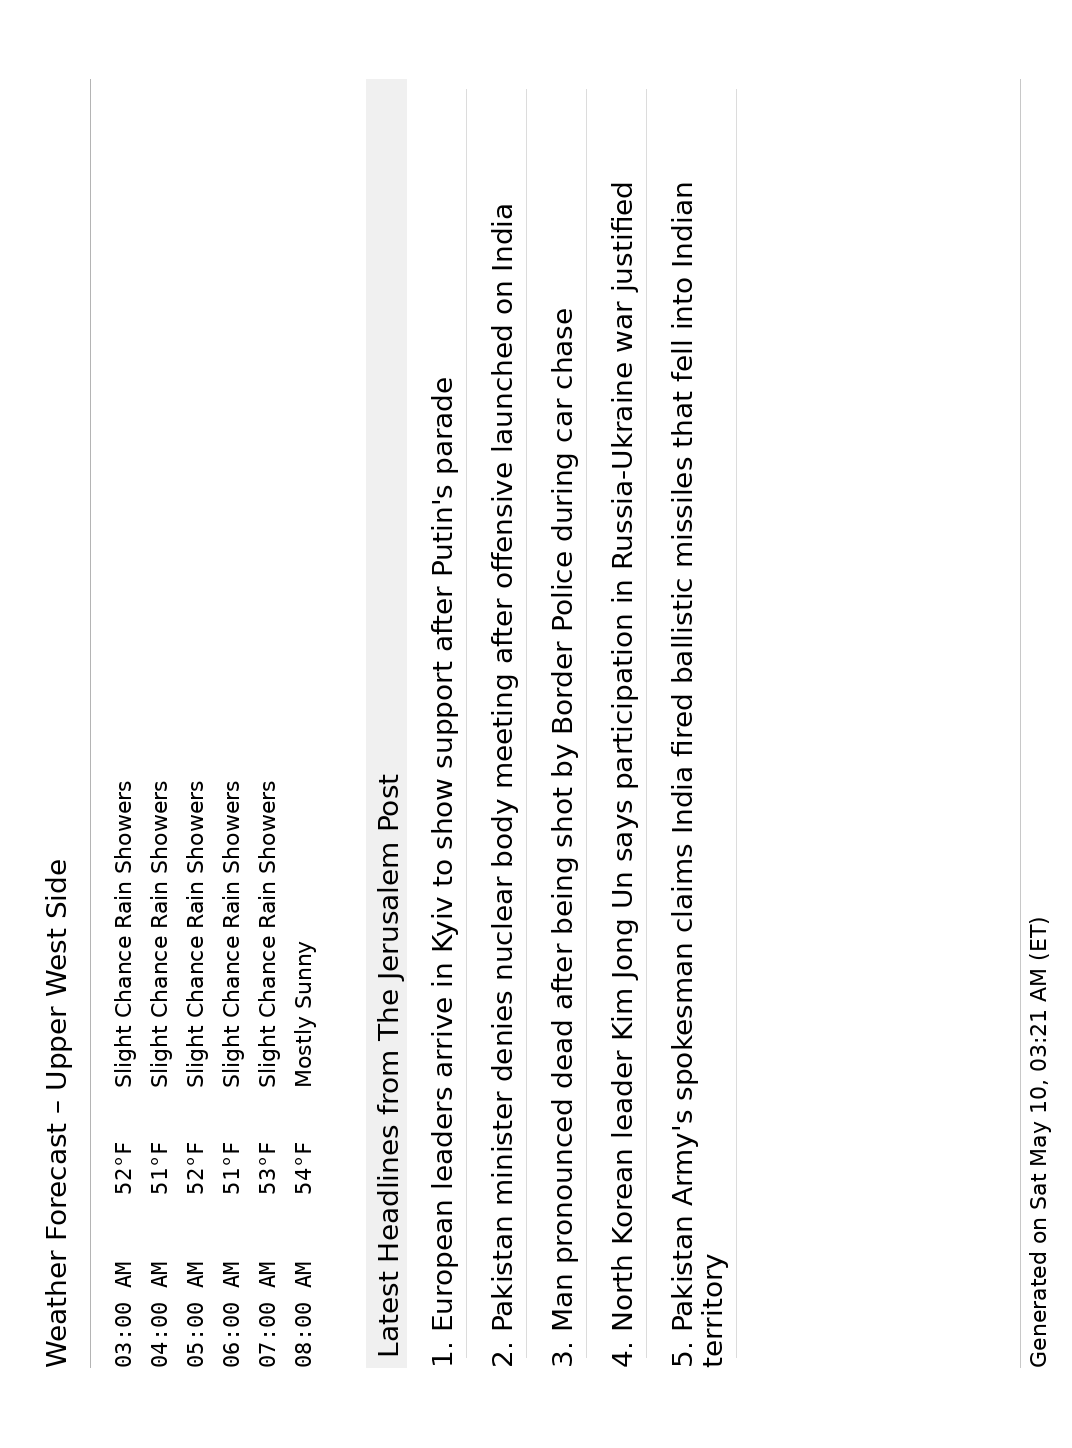 Weather Forecast – Upper West Side
03:00 AM 52°F Slight Chance Rain Showers
04:00 AM 51°F Slight Chance Rain Showers
05:00 AM 52°F Slight Chance Rain Showers
06:00 AM 51°F Slight Chance Rain Showers
07:00 AM 53°F Slight Chance Rain Showers
08:00 AM 54°F Mostly Sunny
Latest Headlines from The Jerusalem Post
1. European leaders arrive in Kyiv to show support after Putin's parade
2. Pakistan minister denies nuclear body meeting after offensive launched on India
3. Man pronounced dead after being shot by Border Police during car chase
4. North Korean leader Kim Jong Un says participation in Russia-Ukraine war justified
5. Pakistan Army's spokesman claims India fired ballistic missiles that fell into Indian
territory
Generated on Sat May 10, 03:21 AM (ET)